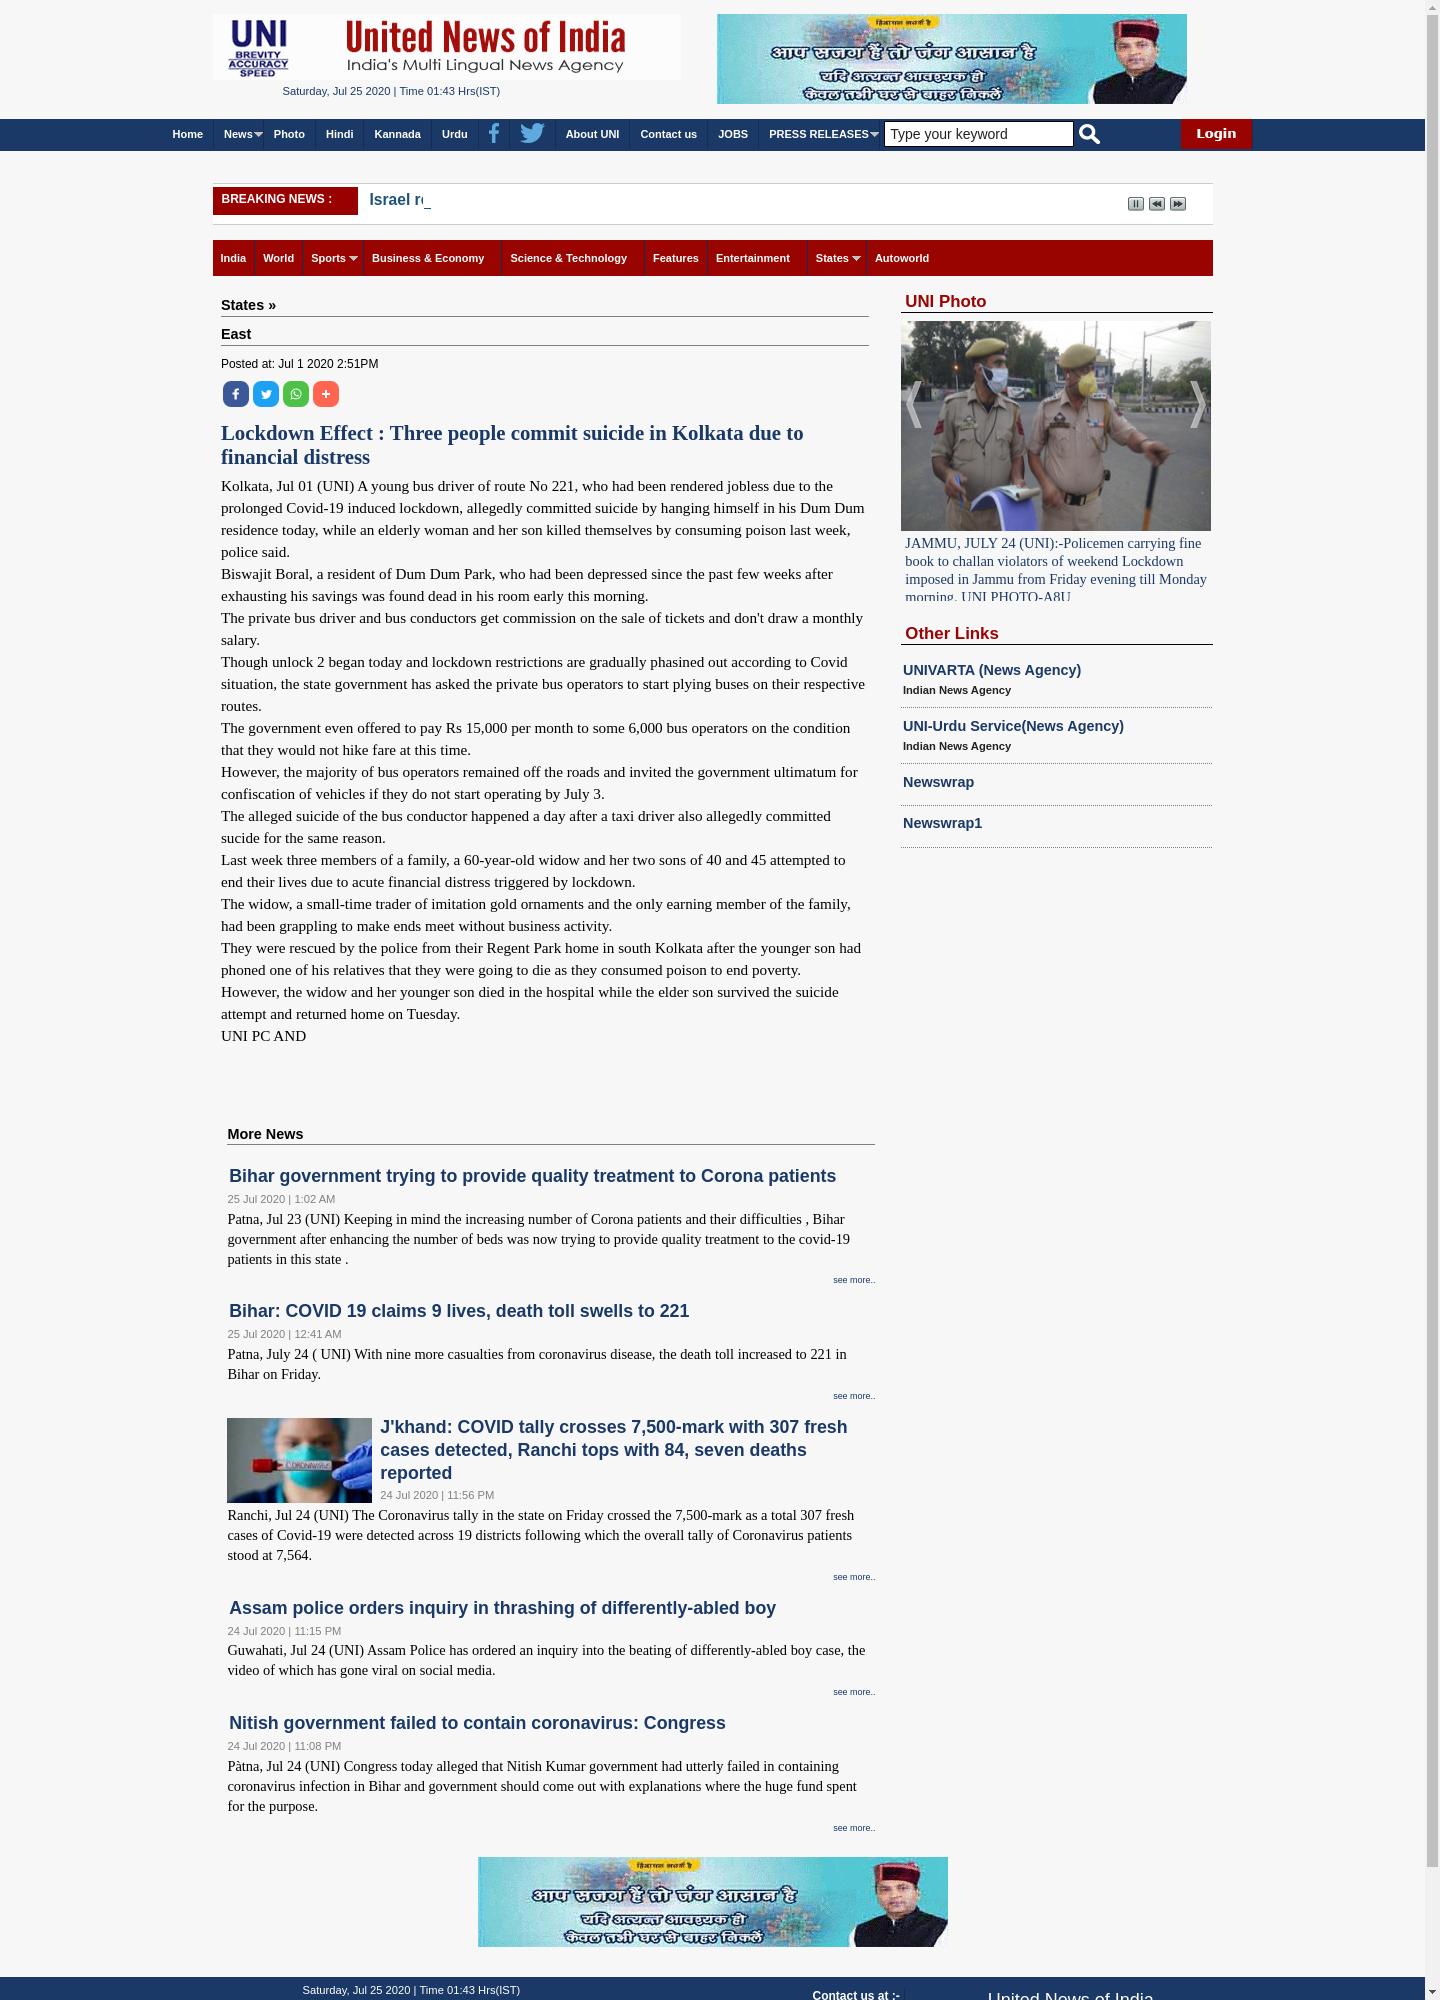 UNI
BREVITY
ACCURACY
SPEED
United News of India
India's Multi Lingual News Agency
Saturday, Jul 25 2020 | Time 01:43 Hrs(IST)
आप सजग हैं तो जंग आसान है
यदि अत्यन्त आवश्यक हो
केवल तभी घर से बाहर निकलें
Home News Photo Hindi Kannada Urdu About UNI Contact us JOBS PRESS RELEASES Type your keyword Login
BREAKING NEWS :
Israel re_
India World Sports Business & Economy Science & Technology Features Entertainment States Autoworld
States »
East
Posted at: Jul 1 2020 2:51PM
Lockdown Effect : Three people commit suicide in Kolkata due to
financial distress
Kolkata, Jul 01 (UNI) A young bus driver of route No 221, who had been rendered jobless due to the
prolonged Covid-19 induced lockdown, allegedly committed suicide by hanging himself in his Dum Dum
residence today, while an elderly woman and her son killed themselves by consuming poison last week,
police said.
Biswajit Boral, a resident of Dum Dum Park, who had been depressed since the past few weeks after
exhausting his savings was found dead in his room early this morning.
The private bus driver and bus conductors get commission on the sale of tickets and don't draw a monthly
salary.
Though unlock 2 began today and lockdown restrictions are gradually phasined out according to Covid
situation, the state government has asked the private bus operators to start plying buses on their respective
routes.
The government even offered to pay Rs 15,000 per month to some 6,000 bus operators on the condition
that they would not hike fare at this time.
However, the majority of bus operators remained off the roads and invited the government ultimatum for
confiscation of vehicles if they do not start operating by July 3.
The alleged suicide of the bus conductor happened a day after a taxi driver also allegedly committed
sucide for the same reason.
Last week three members of a family, a 60-year-old widow and her two sons of 40 and 45 attempted to
end their lives due to acute financial distress triggered by lockdown.
The widow, a small-time trader of imitation gold ornaments and the only earning member of the family,
had been grappling to make ends meet without business activity.
They were rescued by the police from their Regent Park home in south Kolkata after the younger son had
phoned one of his relatives that they were going to die as they consumed poison to end poverty.
However, the widow and her younger son died in the hospital while the elder son survived the suicide
attempt and returned home on Tuesday.
UNI PC AND
UNI Photo
JAMMU, JULY 24 (UNI):-Policemen carrying fine
book to challan violators of weekend Lockdown
imposed in Jammu from Friday evening till Monday
morning. UNI PHOTO-A8U
Other Links
UNIVARTA (News Agency)
Indian News Agency
UNI-Urdu Service(News Agency)
Indian News Agency
Newswrap
Newswrap1
More News
Bihar government trying to provide quality treatment to Corona patients
25 Jul 2020 | 1:02 AM
Patna, Jul 23 (UNI) Keeping in mind the increasing number of Corona patients and their difficulties , Bihar
government after enhancing the number of beds was now trying to provide quality treatment to the covid-19
patients in this state .
see more..
Bihar: COVID 19 claims 9 lives, death toll swells to 221
25 Jul 2020 | 12:41 AM
Patna, July 24 ( UNI) With nine more casualties from coronavirus disease, the death toll increased to 221 in
Bihar on Friday.
see more..
CORONAVIRUS
J'khand: COVID tally crosses 7,500-mark with 307 fresh
cases detected, Ranchi tops with 84, seven deaths
reported
24 Jul 2020 | 11:56 PM
Ranchi, Jul 24 (UNI) The Coronavirus tally in the state on Friday crossed the 7,500-mark as a total 307 fresh
cases of Covid-19 were detected across 19 districts following which the overall tally of Coronavirus patients
stood at 7,564.
see more..
Assam police orders inquiry in thrashing of differently-abled boy
24 Jul 2020 | 11:15 PM
Guwahati, Jul 24 (UNI) Assam Police has ordered an inquiry into the beating of differently-abled boy case, the
video of which has gone viral on social media.
see more..
Nitish government failed to contain coronavirus: Congress
24 Jul 2020 | 11:08 PM
Pàtna, Jul 24 (UNI) Congress today alleged that Nitish Kumar government had utterly failed in containing
coronavirus infection in Bihar and government should come out with explanations where the huge fund spent
for the purpose.
see more..
आप सजग हैं तो जंग आसान है
यदि अत्यन्त आवश्यक हो
केवल तभी घर से बाहर निकलें
Saturday, Jul 25 2020 | Time 01:43 Hrs(IST)
Contact us at :-
United News of India